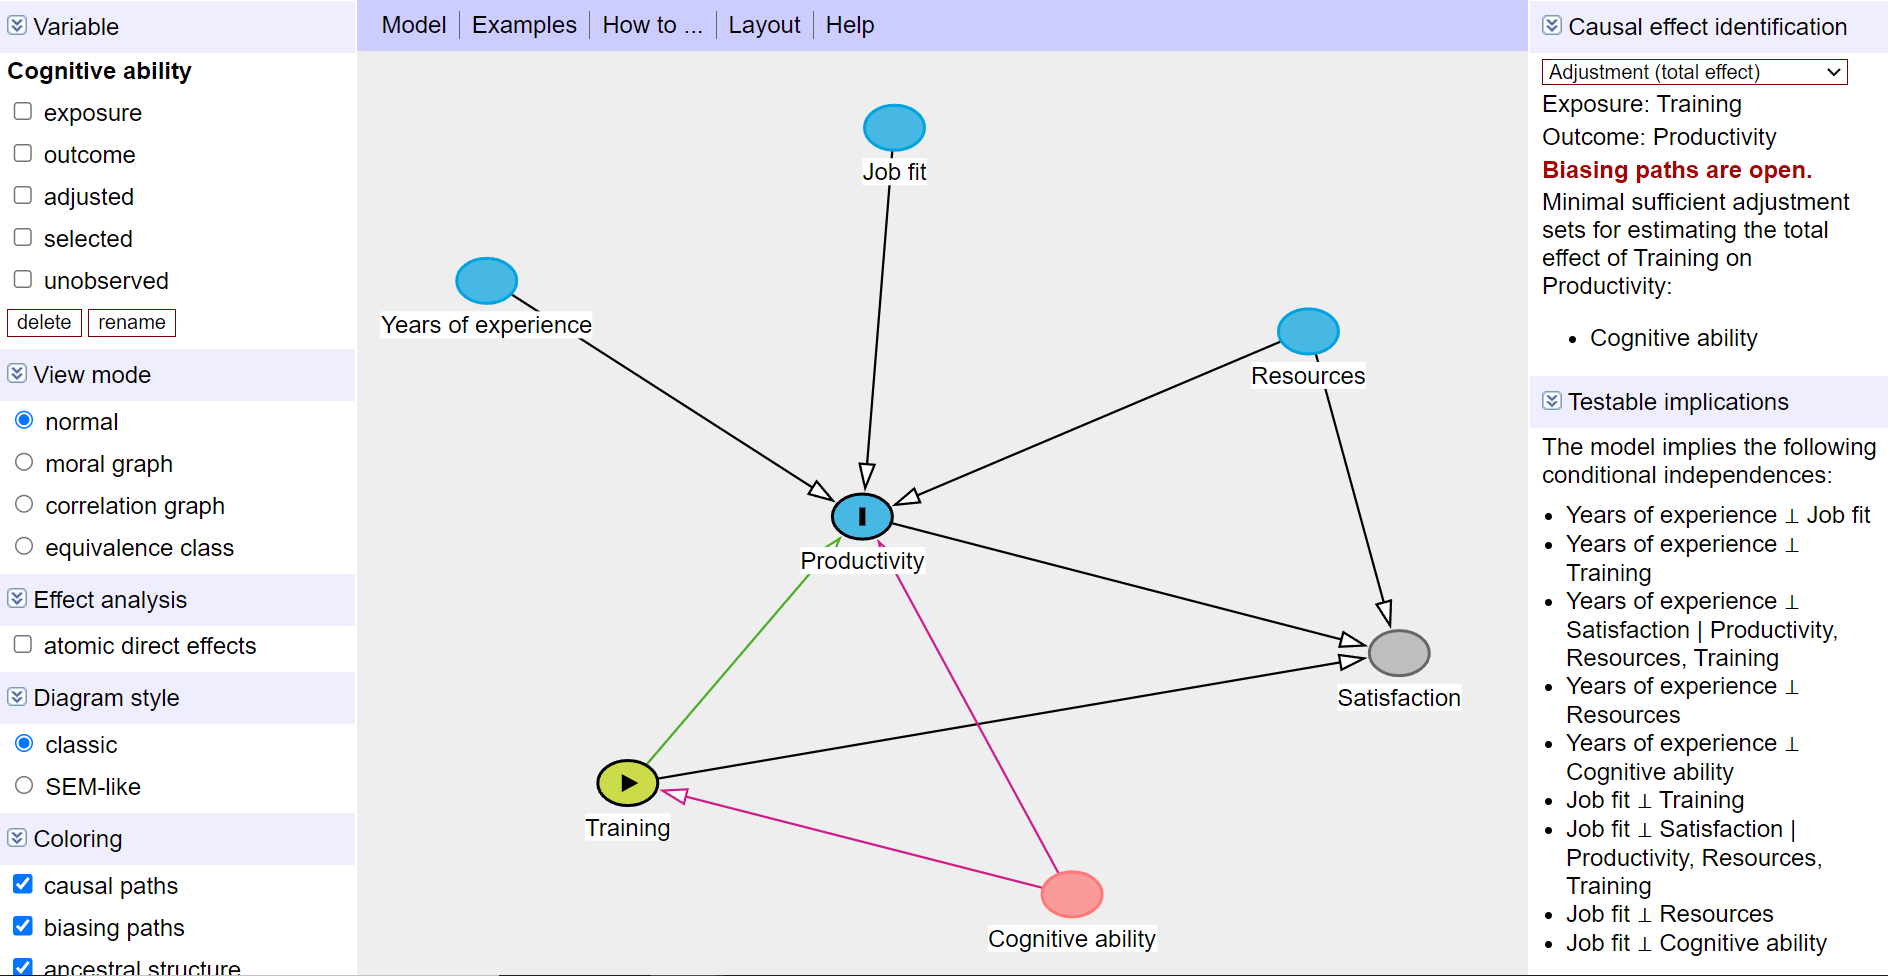 Variable
Cognitive ability
exposure
outcome
adjusted
selected
unobserved
delete rename
View mode
normal
moral graph
correlation graph
equivalence class
Effect analysis
atomic direct effects
Diagram style
classic
SEM-like
Coloring
causal paths
biasing paths
ancestral structure
Model Examples How to ... Layout Help
Job fit
Years of experience
Resources
Productivity
Satisfaction
Training
Cognitive ability
Causal effect identification
Adjustment (total effect)
Exposure: Training
Outcome: Productivity
Biasing paths are open.
Minimal sufficient adjustment
sets for estimating the total
effect of Training on
Productivity:
• Cognitive ability
Testable implications
The model implies the following
conditional independences:
• Years of experience ⊥ Job fit
• Years of experience ⊥
Training
• Years of experience ⊥
Satisfaction | Productivity,
Resources, Training
• Years of experience ⊥
Resources
• Years of experience ⊥
Cognitive ability
• Job fit ⊥ Training
• Job fit ⊥ Satisfaction |
Productivity, Resources,
Training
• Job fit ⊥ Resources
• Job fit ⊥ Cognitive ability